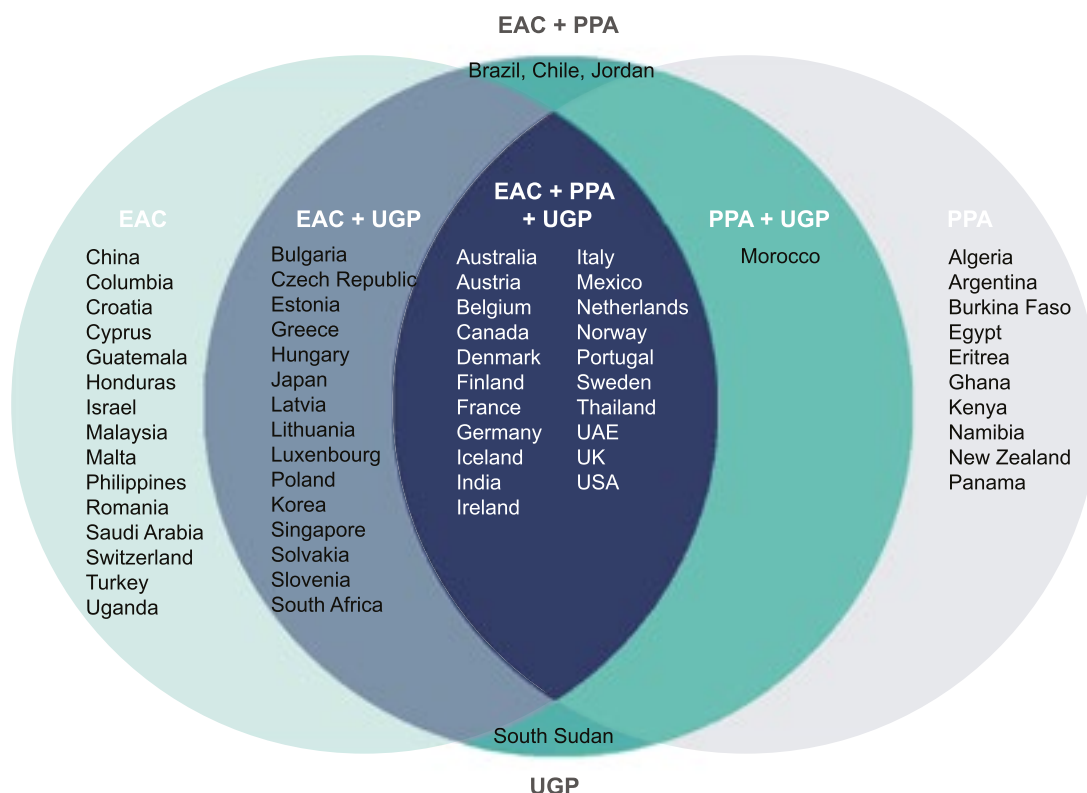 EAC + PPA
Brazil, Chile, Jordan
EAC
China
Columbia
Croatia
Cyprus
Guatemala
Honduras
Israel
Malaysia
Malta
Philippines
Romania
Saudi Arabia
Switzerland
Turkey
Uganda
EAC + UGP
Bulgaria
Czech Republic
Estonia
Greece
Hungary
Japan
Latvia
Lithuania
Luxenbourg
Poland
Korea
Singapore
Solvakia
Slovenia
South Africa
EAC + PPA
+ UGP
Australia
Austria
Belgium
Canada
Denmark
Finland
France
Germany
Iceland
India
Ireland
Italy
Mexico
Netherlands
Norway
Portugal
Sweden
Thailand
UAE
UK
USA
PPA + UGP
Morocco
PPA
Algeria
Argentina
Burkina Faso
Egypt
Eritrea
Ghana
Kenya
Namibia
New Zealand
Panama
South Sudan
UGP